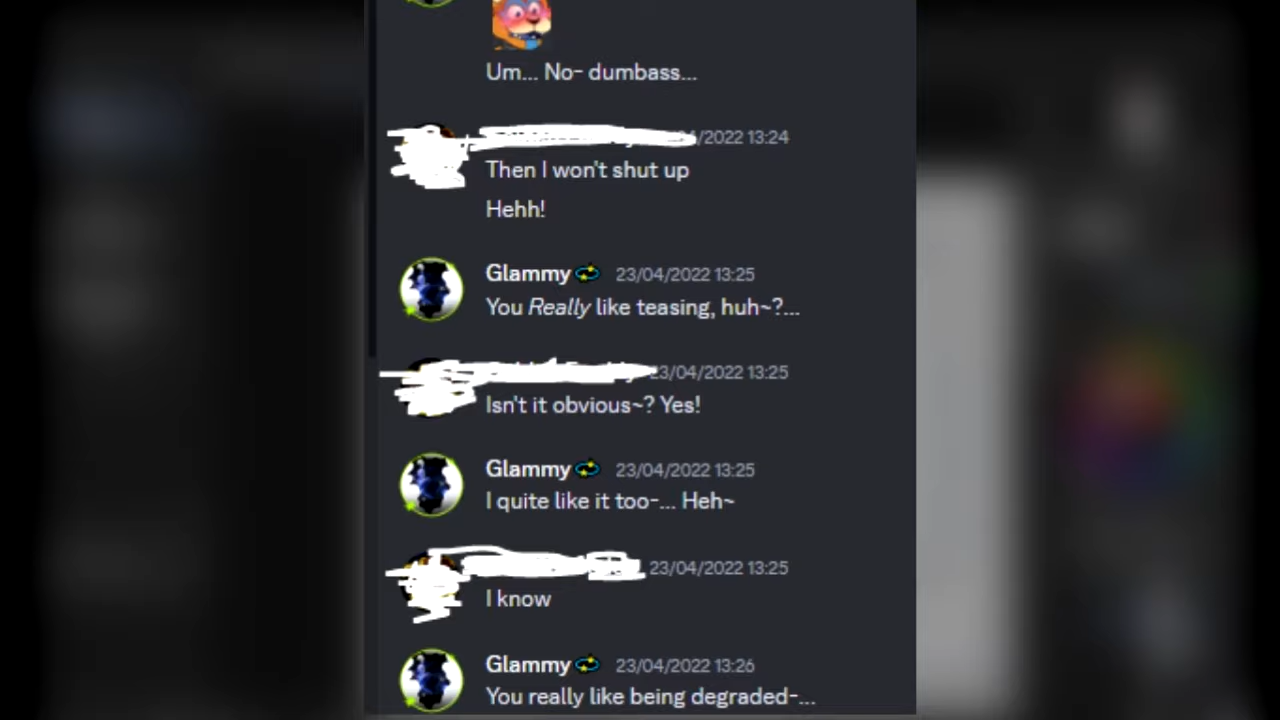 Um... No- dumbass...
/2022 13:24
Then I won't shut up
Hehh!
Glammy 23/04/2022 13:25
You Really like teasing, huh~?...
23/04/2022 13:25
Isn't it obvious~? Yes!
Glammy 23/04/2022 13:25
I quite like it too-... Heh~
23/04/2022 13:25
I know
Glammy 23/04/2022 13:26
You really like being degraded-...